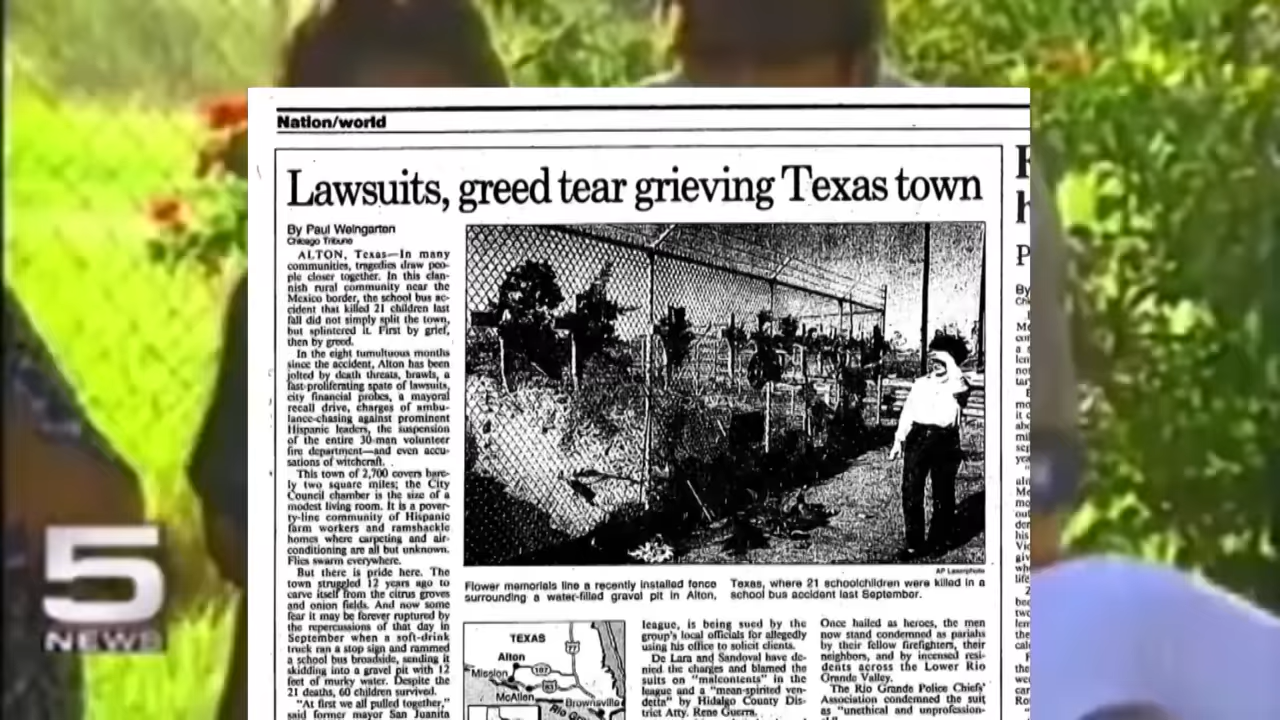 Nation/world
Lawsuits, greed tear grieving Texas town
By Paul Weingarten
Chicago Tribune
ALTON, Texas—In many
communities, tragedies draw peo-
ple closer together. In this clan-
nish rural community near the
Mexico border, the school bus ac-
cident that killed 21 children last
fall did not simply split the town,
but splintered it. First by grief,
then by greed.
In the eight tumultuous months
since the accident, Alton has been
jolted by death threats, brawls, a
fast-proliferating spate of lawsuits,
city financial probes, a mayoral
recall drive, charges of ambu-
lance-chasing against prominent
Hispanic leaders, the suspension
of the entire 30-man volunteer
fire department—and even accu-
sations of witchcraft.
This town of 2,700 covers bare-
ly two square miles; the City
Council chamber is the size of a
modest living room. It is a pover-
ty-line community of Hispanic
farm workers and ramshackle
homes where carpeting and air-
conditioning are all but unknown.
Flies swarm everywhere.
But there is pride here. The
town struggled 12 years ago to
carve itself from the citrus groves
and onion fields. And now some
fear it may be forever ruptured by
the repercussions of that day in
September when a soft-drink
truck ran a stop sign and rammed
a school bus broadside, sending it
skidding into a gravel pit with 12
feet of murky water. Despite the
21 deaths, 60 children survived.
"At first we all pulled together,"
said former mayor San Juanita
AP Laserphoto
Flower memorials line a recently installed fence
surrounding a water-filled gravel pit in Alton,
Texas, where 21 schoolchildren were killed in a
school bus accident last September.
TEXAS
77
Alton
107
Mission
83
McAllen
Brownsville
Rio Gra
league, is being sued by the
group's local officials for allegedly
using his office to solicit clients.
De Lara and Sandoval have de-
nied the charges and blamed the
suits on "malcontents" in the
league and a "mean-spirited ven-
detta" by Hidalgo County Dis-
trict Atty. Rene Guerra.
Once hailed as heroes, the men
now stand condemned as pariahs
by their fellow firefighters, their
neighbors, and by incensed resi-
dents across the Lower Rio
Grande Valley.
The Rio Grande Police Chiefs'
Association condemned the suit
as "unethical and unprofession-
5
NEWS